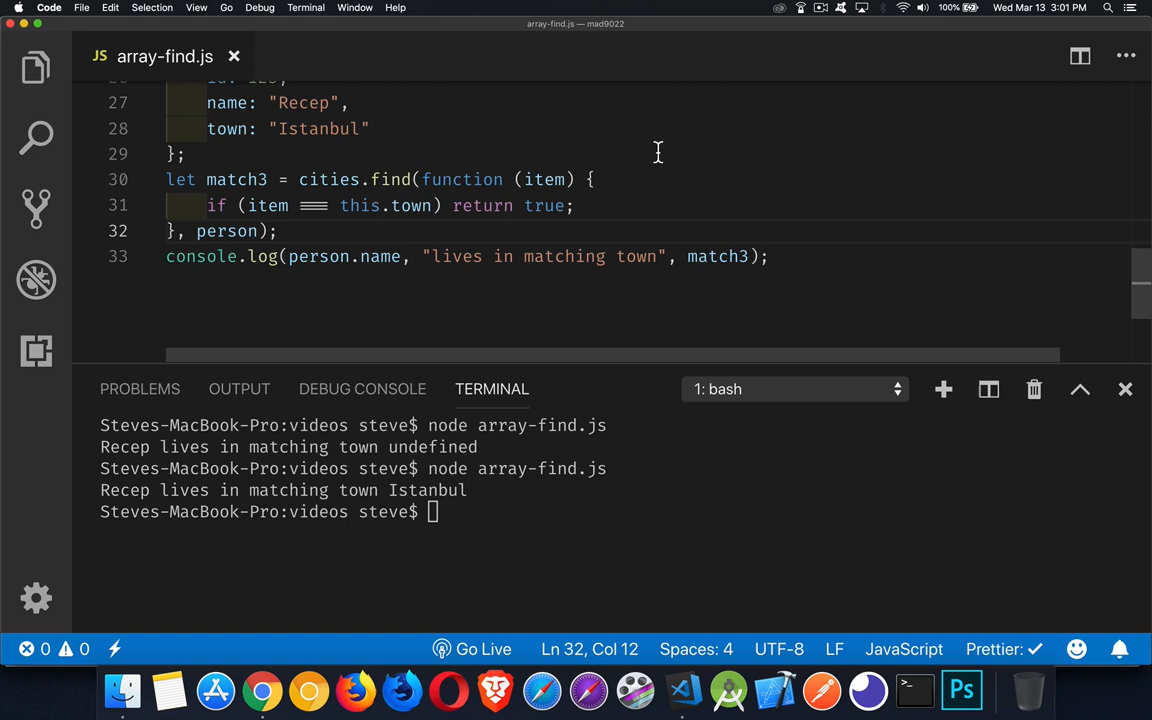 Code File Edit Selection View Go Debug Terminal Window Help 100% Wed Mar 13 3:01 PM
array-find.js — mad9022
JS array-find.js
27 name: "Recep",
28 town: "Istanbul"
29 };
30 let match3 = cities.find(function (item) {
31 if (item === this.town) return true;
32 }, person);
33 console.log(person.name, "lives in matching town", match3);
PROBLEMS OUTPUT DEBUG CONSOLE TERMINAL 1: bash
Steves-MacBook-Pro:videos steve$ node array-find.js
Recep lives in matching town undefined
Steves-MacBook-Pro:videos steve$ node array-find.js
Recep lives in matching town Istanbul
Steves-MacBook-Pro:videos steve$
0 0 Go Live Ln 32, Col 12 Spaces: 4 UTF-8 LF JavaScript Prettier: ✓
Ps